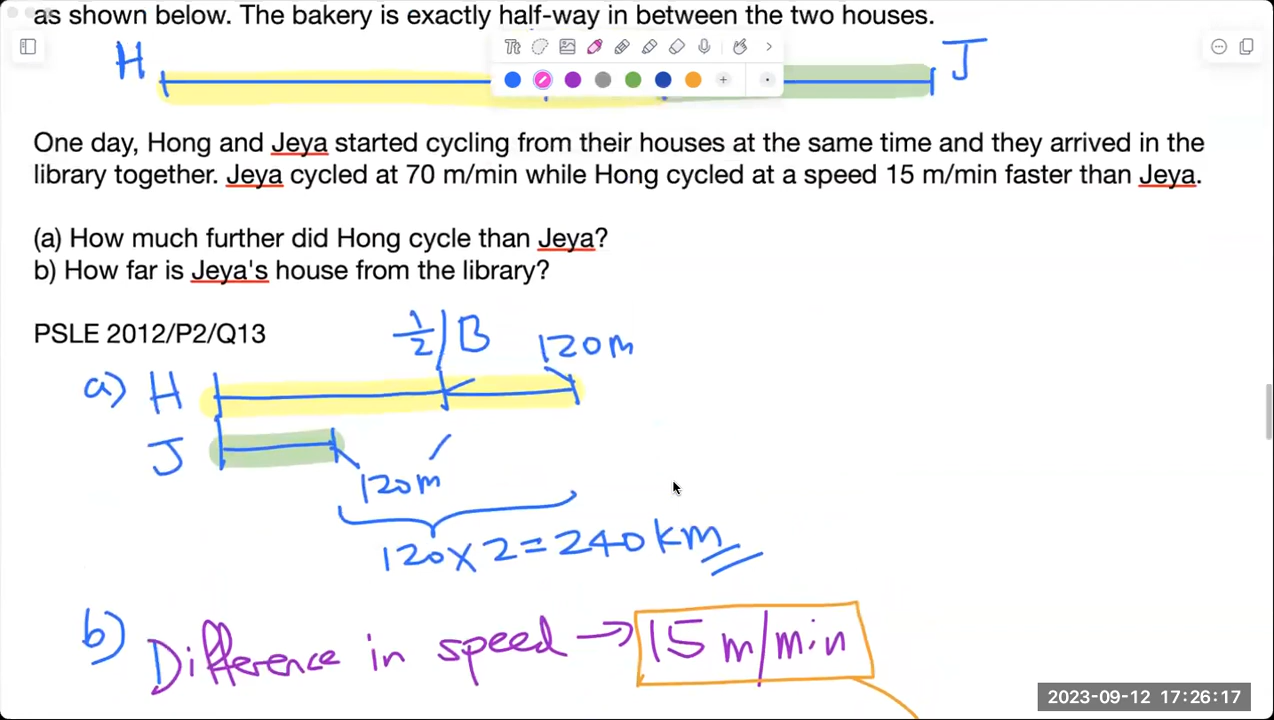 as shown below. The bakery is exactly half-way in between the two houses.
H J
One day, Hong and Jeya started cycling from their houses at the same time and they arrived in the
library together. Jeya cycled at 70 m/min while Hong cycled at a speed 15 m/min faster than Jeya.
(a) How much further did Hong cycle than Jeya?
b) How far is Jeya's house from the library?
PSLE 2012/P2/Q13
1/2 B 120m
a) H
J
120m
120 x 2 = 240 km
b) Difference in speed → 15 m/min
2023-09-12 17:26:17